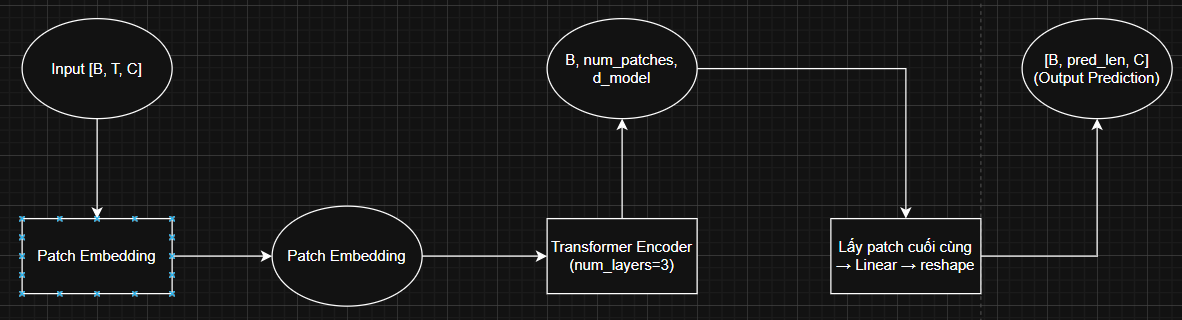 Input [B, T, C]
B, num_patches,
d_model
[B, pred_len, C]
(Output Prediction)
Patch Embedding
Patch Embedding
Transformer Encoder
(num_layers=3)
Lấy patch cuối cùng
→ Linear → reshape